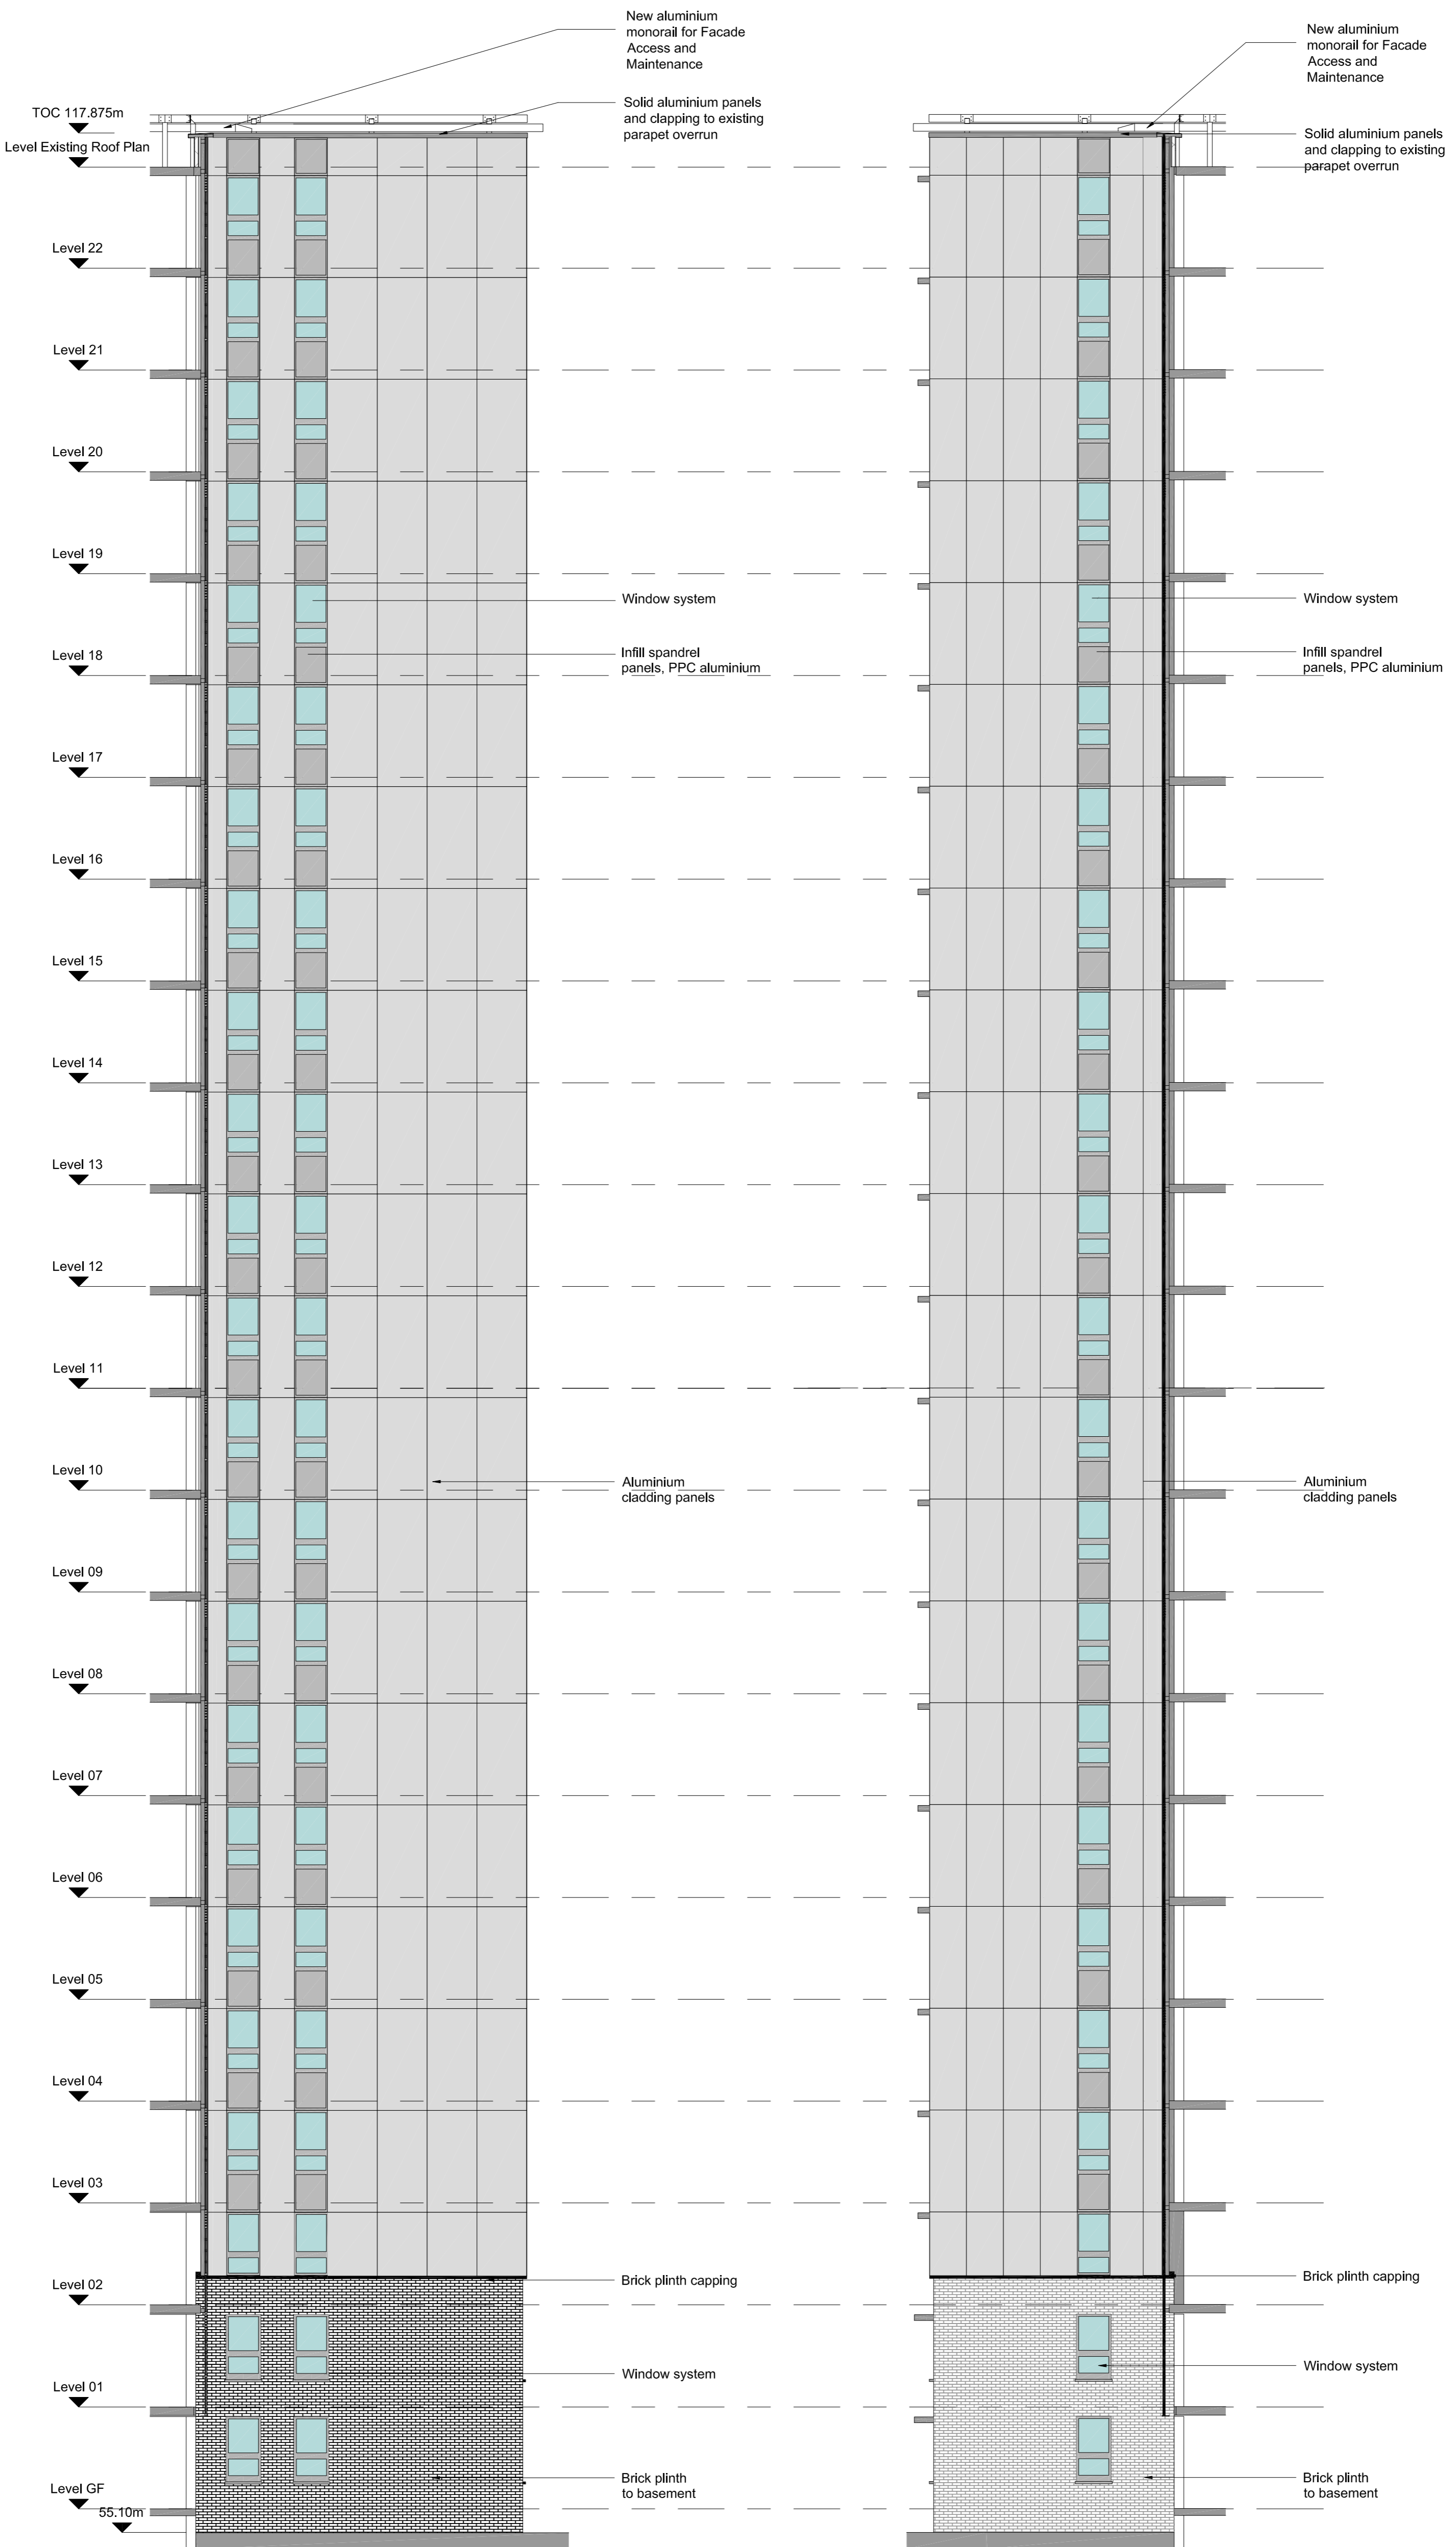 New aluminium
monorail for Facade
Access and
Maintenance
New aluminium
monorail for Facade
Access and
Maintenance
TOC 117.875m
Solid aluminium panels
and clapping to existing
parapet overrun
Solid aluminium panels
and clapping to existing
parapet overrun
Level Existing Roof Plan
Level 22
Level 21
Level 20
Level 19
Window system
Window system
Level 18
Infill spandrel
panels, PPC aluminium
Infill spandrel
panels, PPC aluminium
Level 17
Level 16
Level 15
Level 14
Level 13
Level 12
Level 11
Level 10
Aluminium
cladding panels
Aluminium
cladding panels
Level 09
Level 08
Level 07
Level 06
Level 05
Level 04
Level 03
Level 02
Brick plinth capping
Brick plinth capping
Window system
Window system
Level 01
Brick plinth
to basement
Brick plinth
to basement
Level GF
55.10m